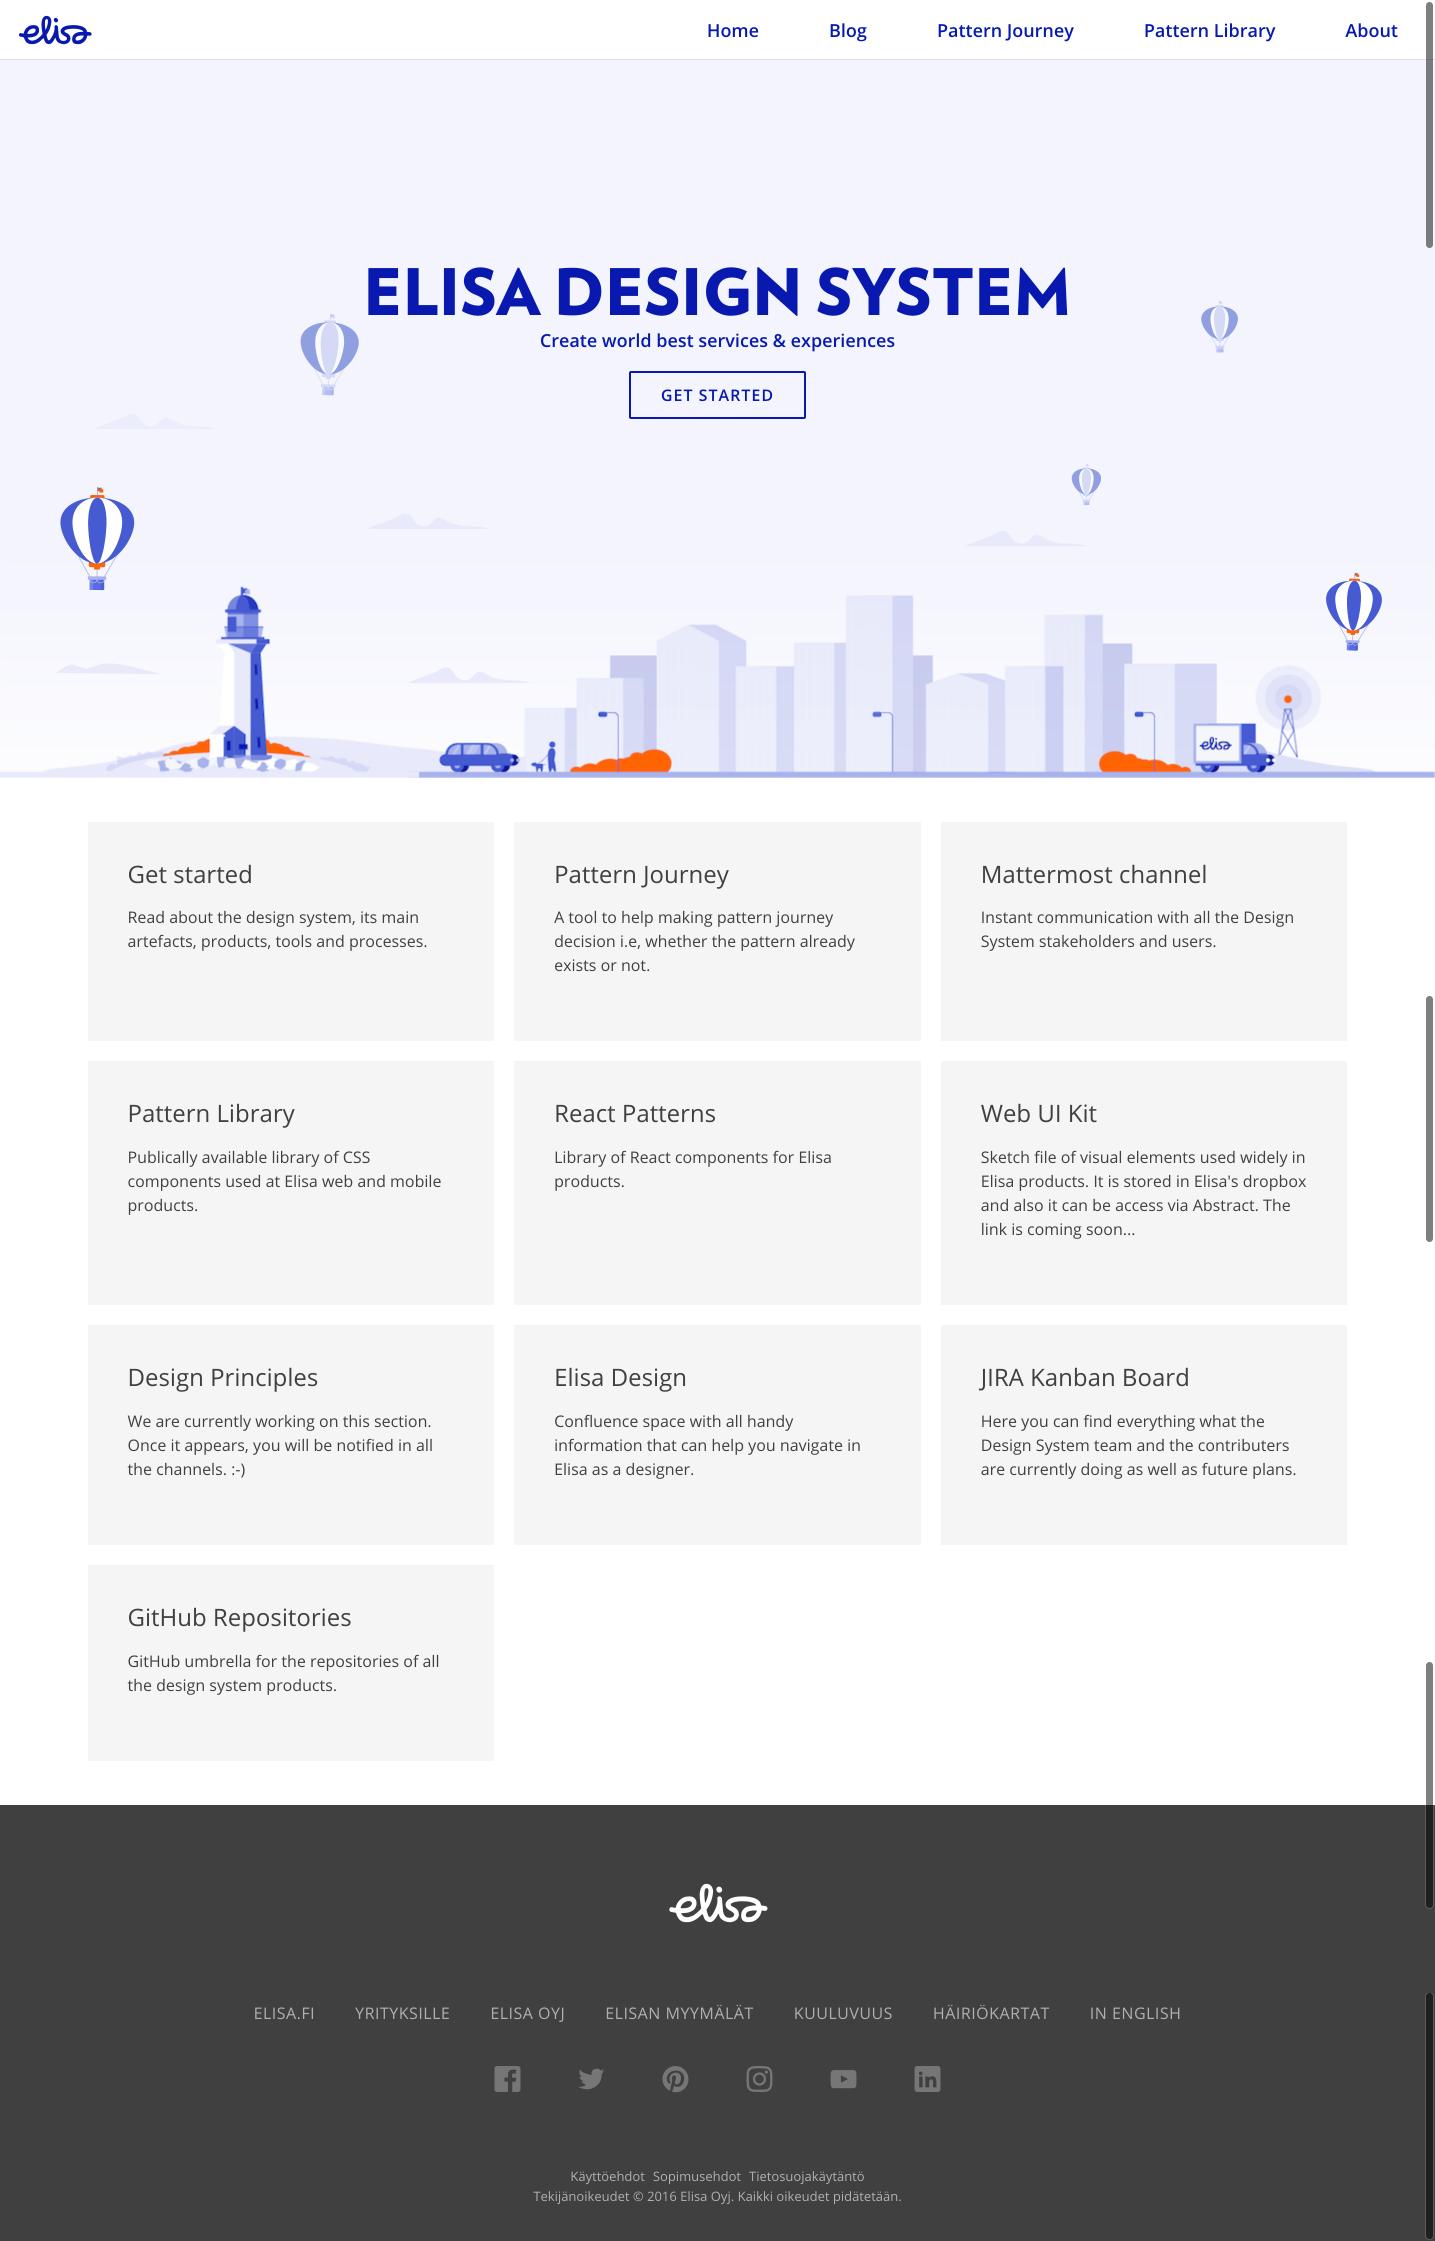 elisa
Home
Blog
Pattern Journey
Pattern Library
About
ELISA DESIGN SYSTEM
Create world best services & experiences
GET STARTED
elisa
Get started
Read about the design system, its main
artefacts, products, tools and processes.
Pattern Journey
A tool to help making pattern journey
decision i.e, whether the pattern already
exists or not.
Mattermost channel
Instant communication with all the Design
System stakeholders and users.
Pattern Library
Publically available library of CSS
components used at Elisa web and mobile
products.
React Patterns
Library of React components for Elisa
products.
Web UI Kit
Sketch file of visual elements used widely in
Elisa products. It is stored in Elisa's dropbox
and also it can be access via Abstract. The
link is coming soon...
Design Principles
We are currently working on this section.
Once it appears, you will be notified in all
the channels. :-)
Elisa Design
Confluence space with all handy
information that can help you navigate in
Elisa as a designer.
JIRA Kanban Board
Here you can find everything what the
Design System team and the contributers
are currently doing as well as future plans.
GitHub Repositories
GitHub umbrella for the repositories of all
the design system products.
elisa
ELISA.FI
YRITYKSILLE
ELISA OYJ
ELISAN MYYMÄLÄT
KUULUVUUS
HÄIRIÖKARTAT
IN ENGLISH
Käyttöehdot Sopimusehdot Tietosuojakäytäntö
Tekijänoikeudet © 2016 Elisa Oyj. Kaikki oikeudet pidätetään.